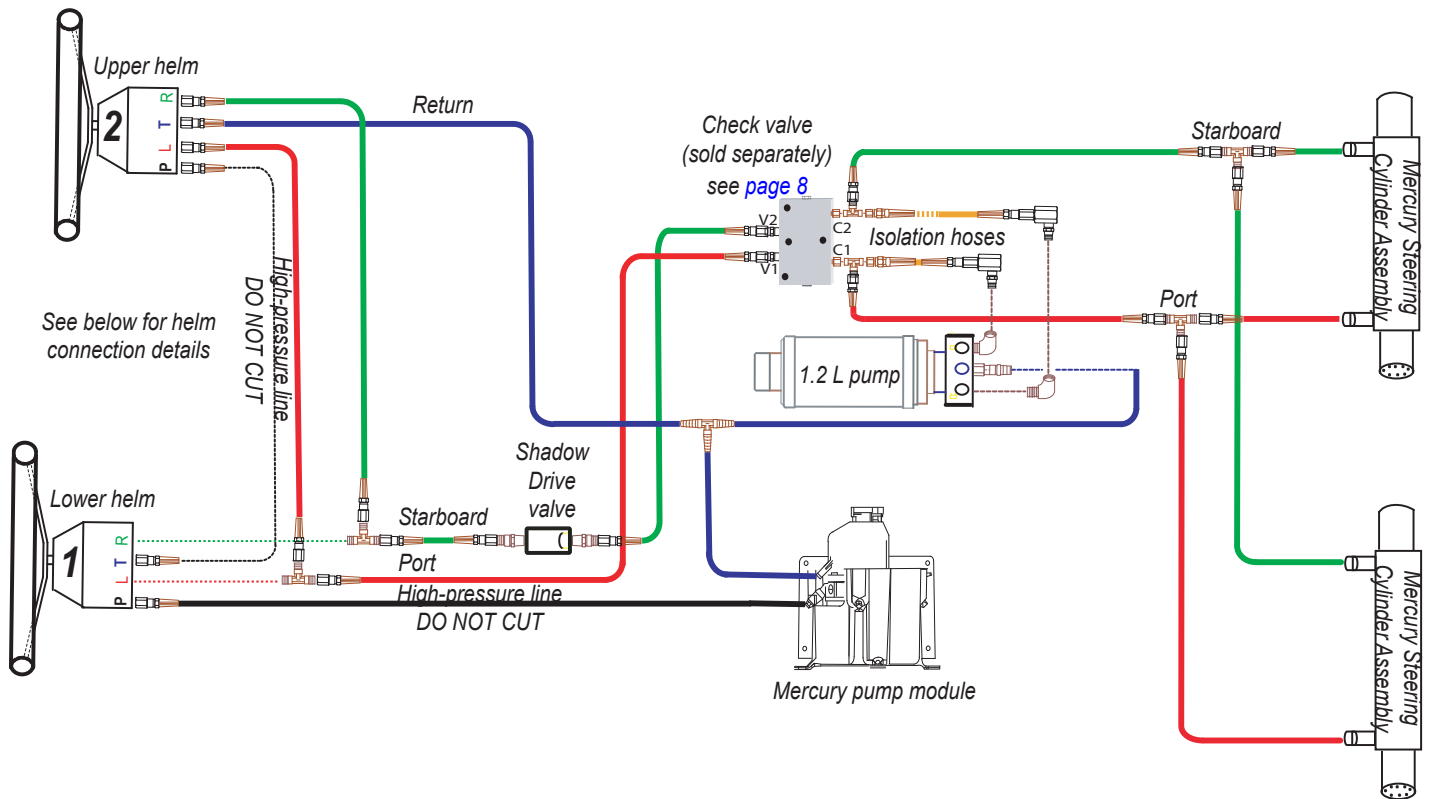 Upper helm
2
R
T
L
P
Return
Check valve
(sold separately)
see page 8
V2
V1
C2
C1
Isolation hoses
Starboard
Mercury Steering
Cylinder Assembly
Port
1.2 L pump
High-pressure line
DO NOT CUT
See below for helm
connection details
Lower helm
1
R
T
L
P
Starboard
Shadow
Drive
valve
Port
High-pressure line
DO NOT CUT
Mercury pump module
Mercury Steering
Cylinder Assembly